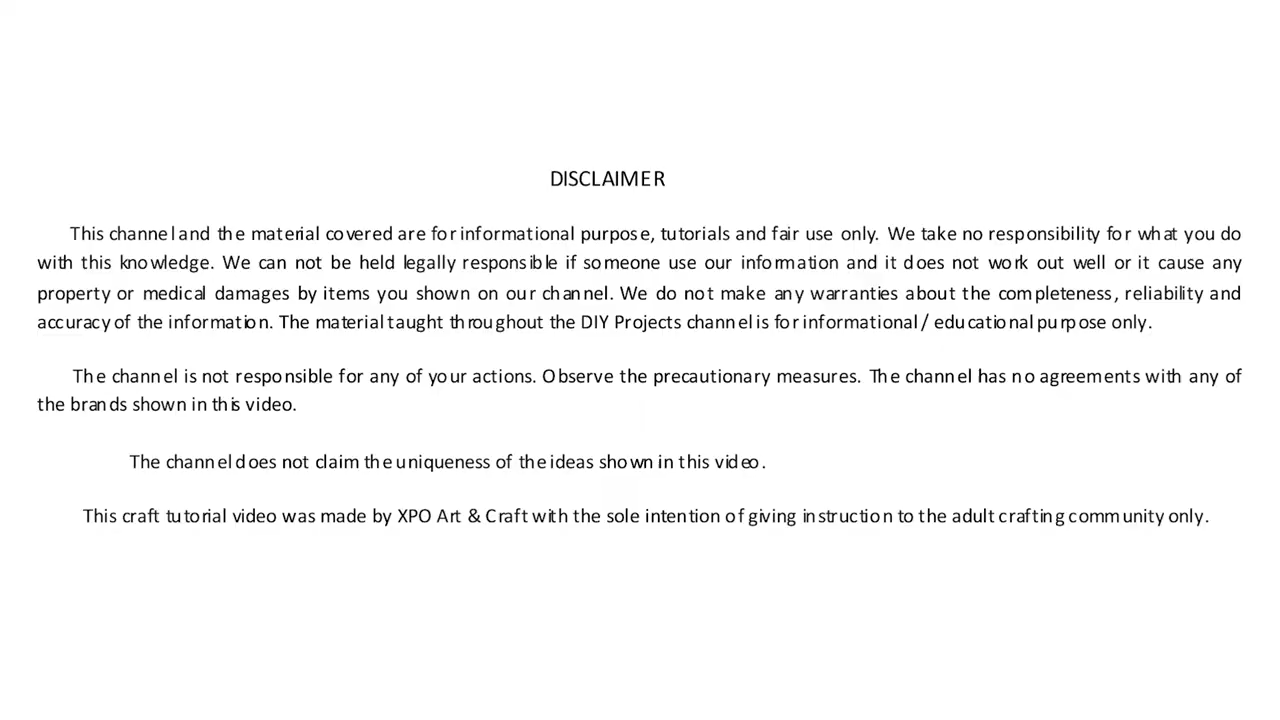 DISCLAIMER
This channel and the material covered are for informational purpose, tutorials and fair use only. We take no responsibility for what you do
with this knowledge. We can not be held legally responsible if someone use our information and it does not work out well or it cause any
property or medical damages by items you shown on our channel. We do not make any warranties about the completeness, reliability and
accuracy of the information. The material taught throughout the DIY Projects channel is for informational / educational purpose only.
The channel is not responsible for any of your actions. Observe the precautionary measures. The channel has no agreements with any of
the brands shown in this video.
The channel does not claim the uniqueness of the ideas shown in this video.
This craft tutorial video was made by XPO Art & Craft with the sole intention of giving instruction to the adult crafting community only.